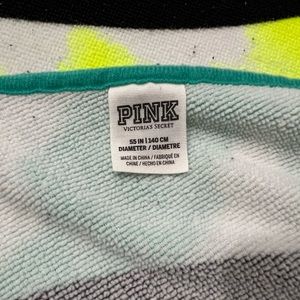 PINK
VICTORIA'S SECRET
55 IN | 140 CM
DIAMETER / DIAMETRE
MADE IN CHINA / FABRIQUÉ EN
CHINE / HECHO EN CHINA